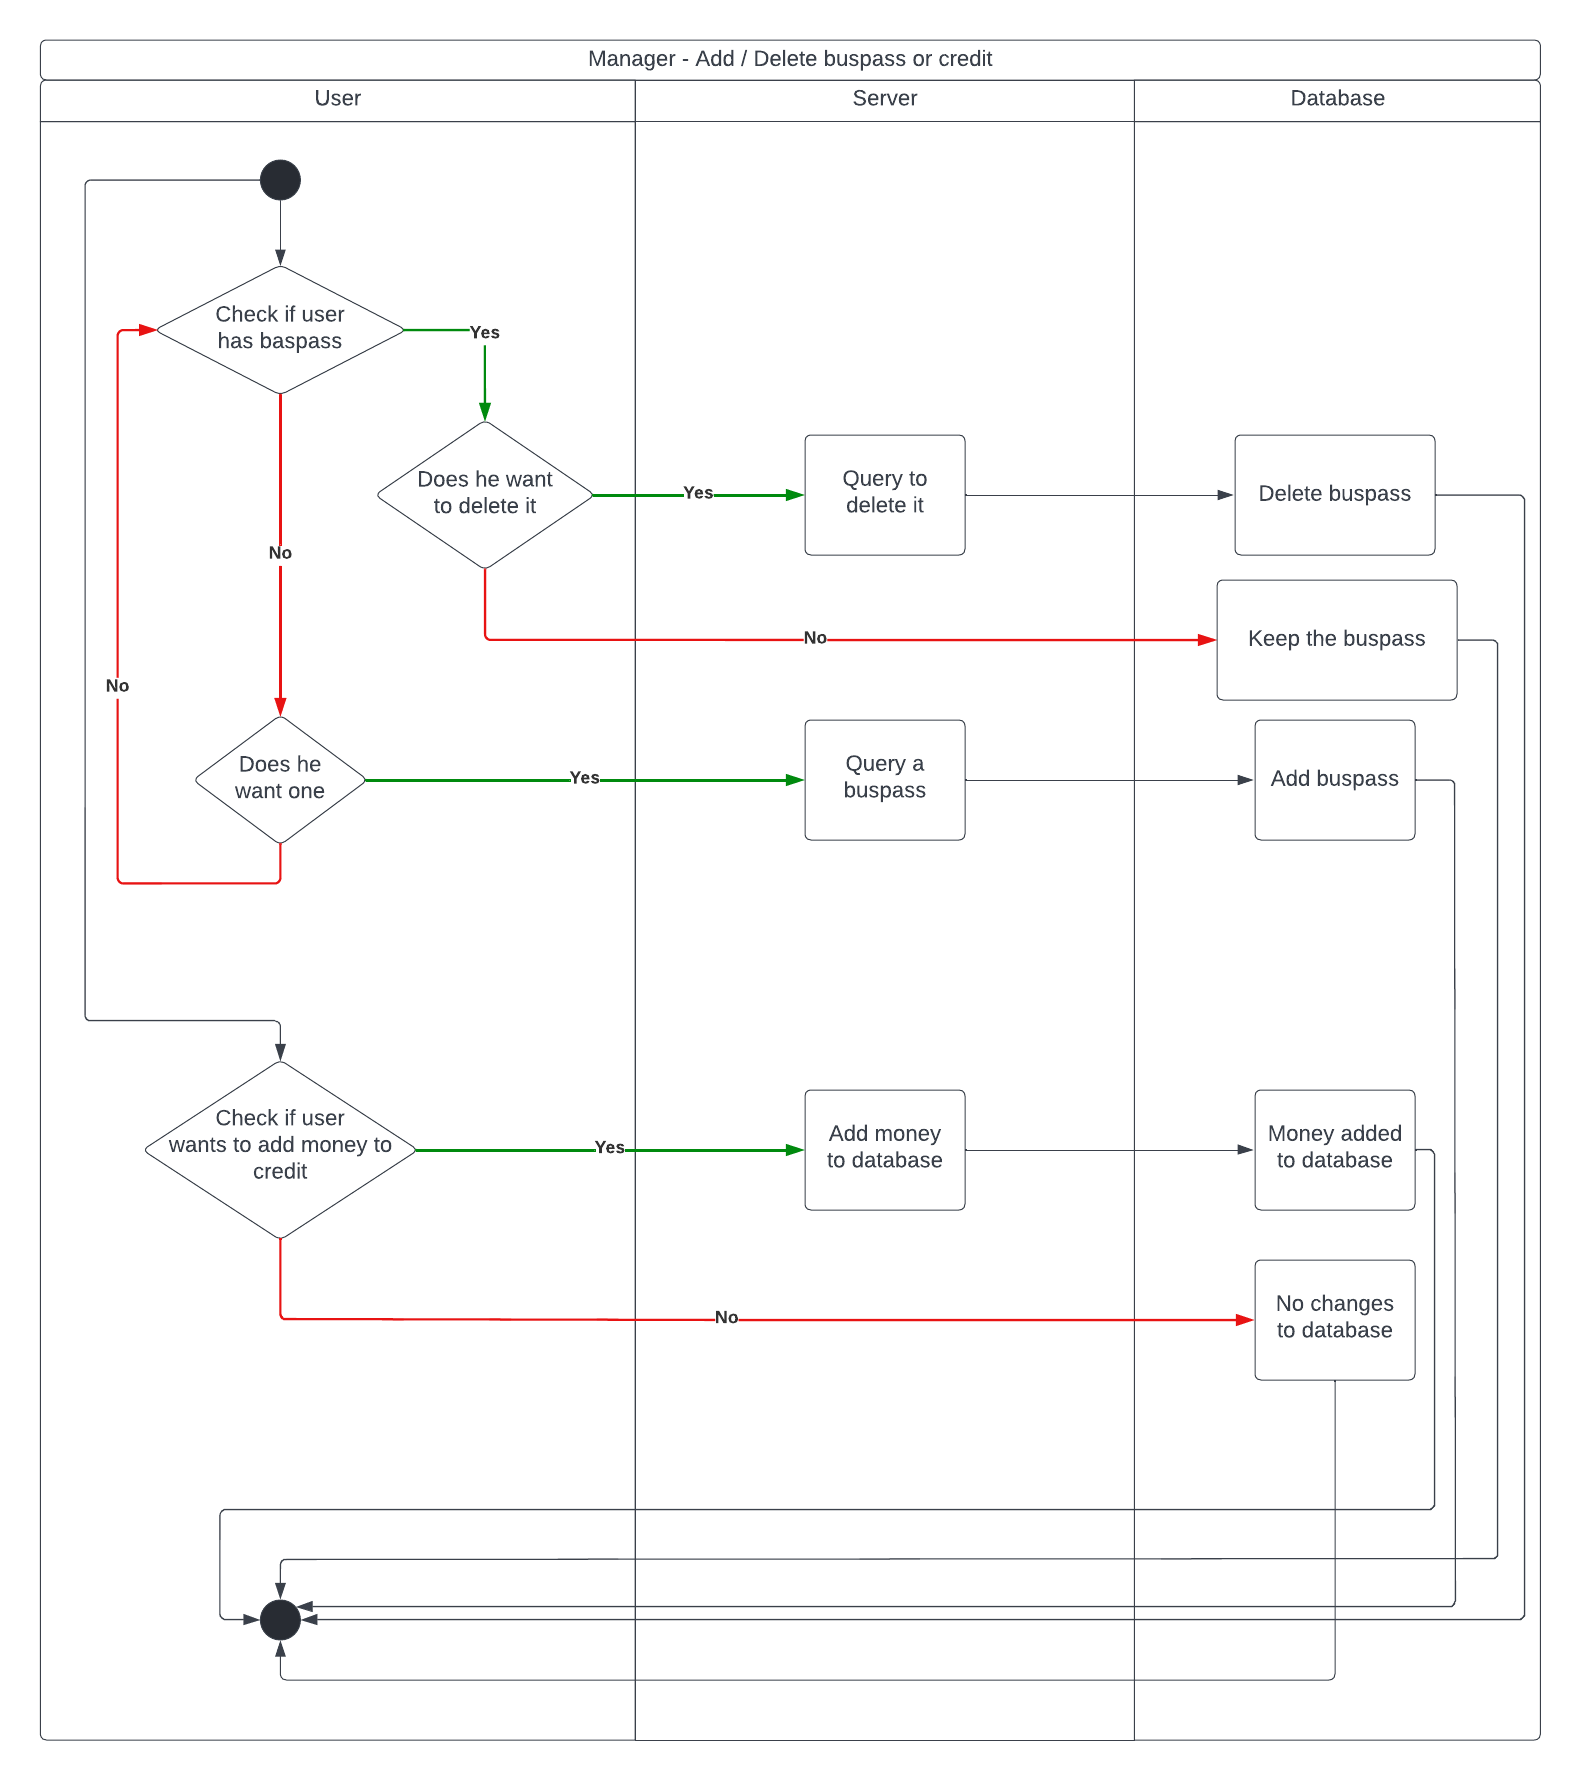 Manager - Add / Delete buspass or credit
User
Server
Database
Check if user
has baspass
Yes
Does he want
to delete it
Yes
Query to
delete it
Delete buspass
No
No
Keep the buspass
No
Does he
want one
Yes
Query a
buspass
Add buspass
Check if user
wants to add money to
credit
Yes
Add money
to database
Money added
to database
No
No changes
to database